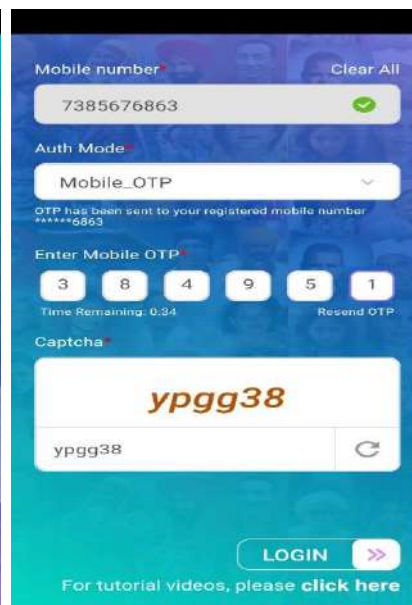 Mobile number* Clear All
7385676863
Auth Mode*
Mobile_OTP
OTP has been sent to your registered mobile number
******6863
Enter Mobile OTP*
3 8 4 9 5 1
Time Remaining: 0:34 Resend OTP
Captcha*
ypgg38
ypgg38
LOGIN
For tutorial videos, please click here